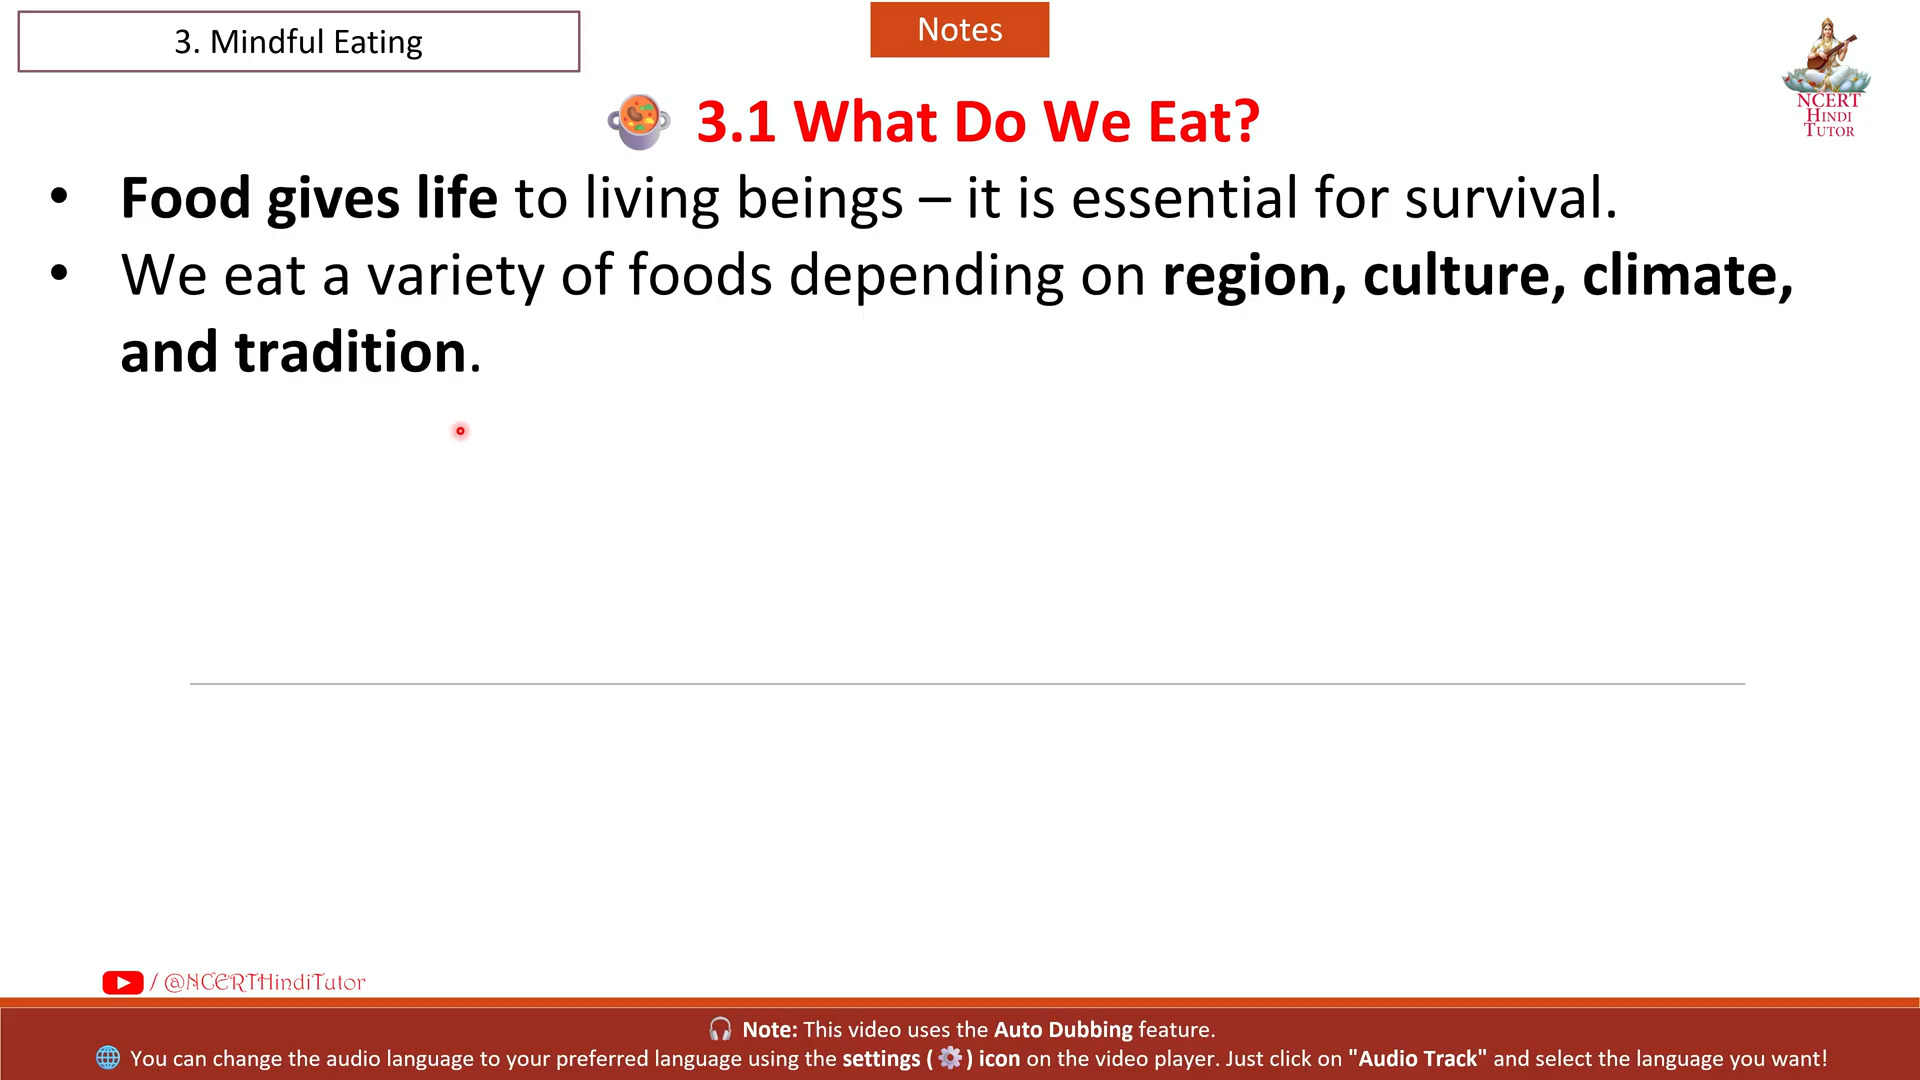 3. Mindful Eating
Notes
NCERT
HINDI
TUTOR
3.1 What Do We Eat?
• Food gives life to living beings – it is essential for survival.
• We eat a variety of foods depending on region, culture, climate,
and tradition.
/ @NCERTHindiTutor
Note: This video uses the Auto Dubbing feature.
You can change the audio language to your preferred language using the settings ( ⚙ ) icon on the video player. Just click on "Audio Track" and select the language you want!